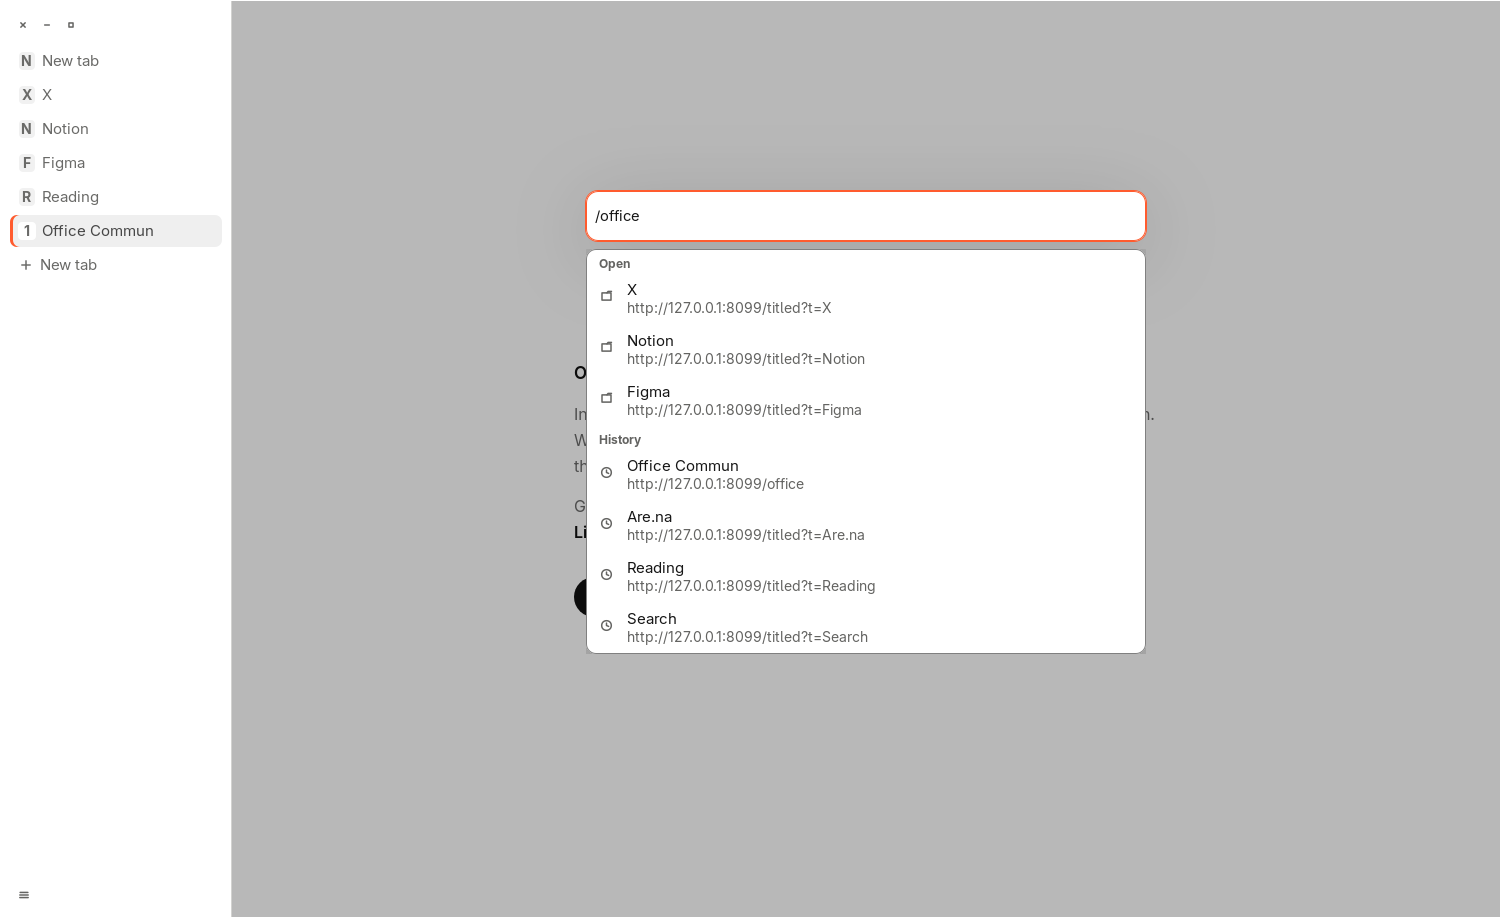 N New tab
X X
N Notion
F Figma
R Reading
1 Office Commun
+ New tab
/office
Open
X
http://127.0.0.1:8099/titled?t=X
Notion
http://127.0.0.1:8099/titled?t=Notion
Figma
http://127.0.0.1:8099/titled?t=Figma
History
Office Commun
http://127.0.0.1:8099/office
Are.na
http://127.0.0.1:8099/titled?t=Are.na
Reading
http://127.0.0.1:8099/titled?t=Reading
Search
http://127.0.0.1:8099/titled?t=Search